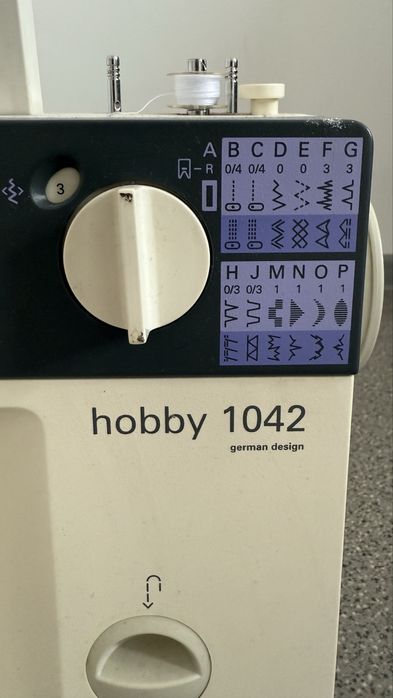 3
A B C D E F G
R 0/4 0/4 0 0 3 3
H J M N O P
0/3 0/3 1 1 1 1
hobby 1042
german design